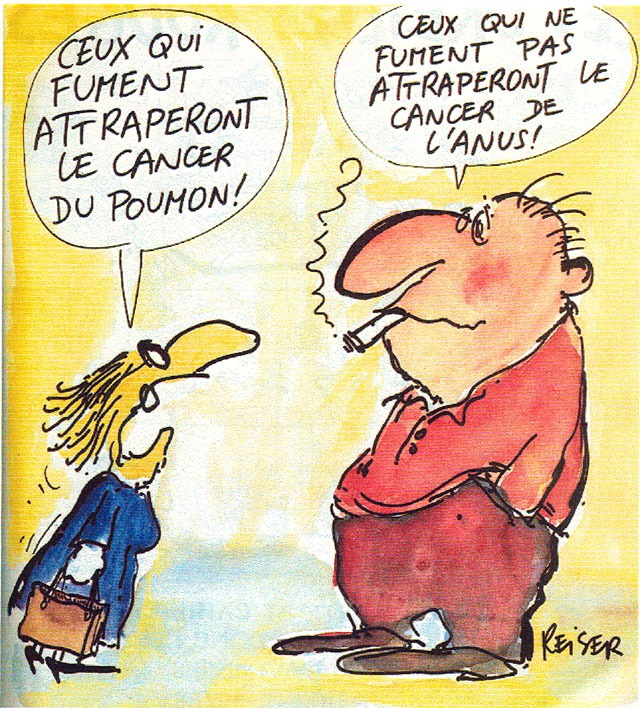 CEUX QUI
FUMENT
ATTRAPERONT
LE CANCER
DU POUMON!
CEUX QUI NE
FUMENT PAS
ATTRAPERONT LE
CANCER DE
L'ANUS!
REISER